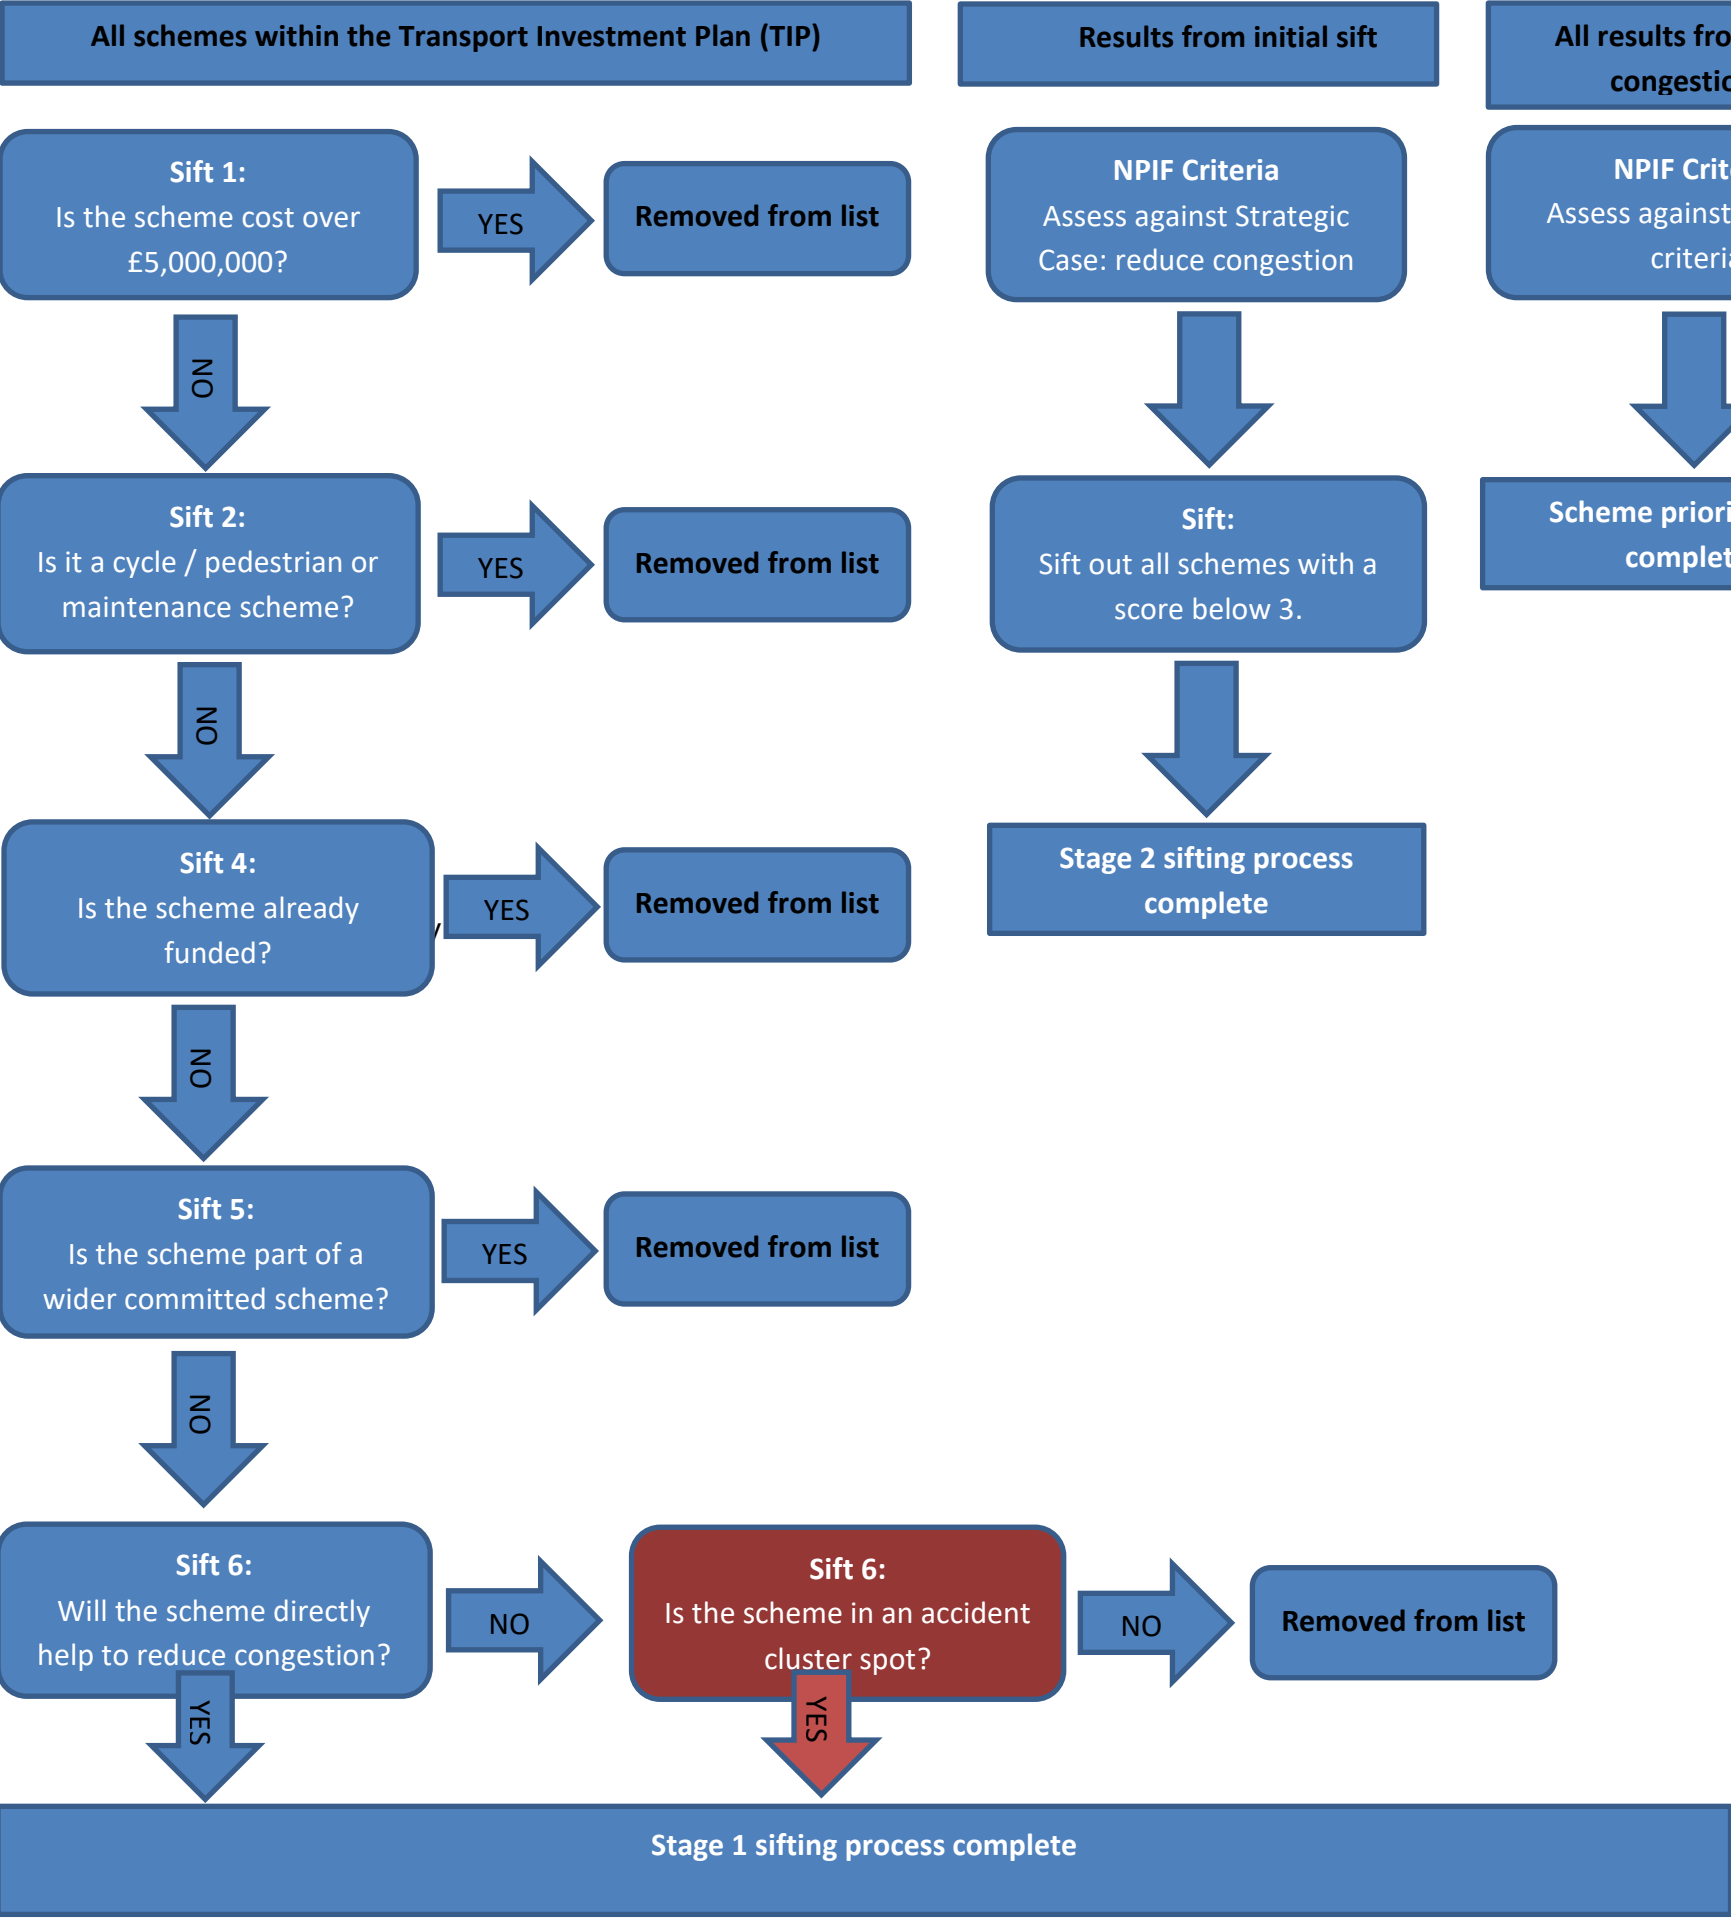 All schemes within the Transport Investment Plan (TIP)
Sift 1:
Is the scheme cost over
£5,000,000?
YES
Removed from list
NO
Sift 2:
Is it a cycle / pedestrian or
maintenance scheme?
YES
Removed from list
NO
Sift 4:
Is the scheme already
funded?
YES
Removed from list
NO
Sift 5:
Is the scheme part of a
wider committed scheme?
YES
Removed from list
NO
Sift 6:
Will the scheme directly
help to reduce congestion?
NO
Sift 6:
Is the scheme in an accident
cluster spot?
NO
Removed from list
YES
YES
Stage 1 sifting process complete
Results from initial sift
NPIF Criteria
Assess against Strategic
Case: reduce congestion
Sift:
Sift out all schemes with a
score below 3.
Stage 2 sifting process
complete
All results
NPIF
Assess against
Scheme